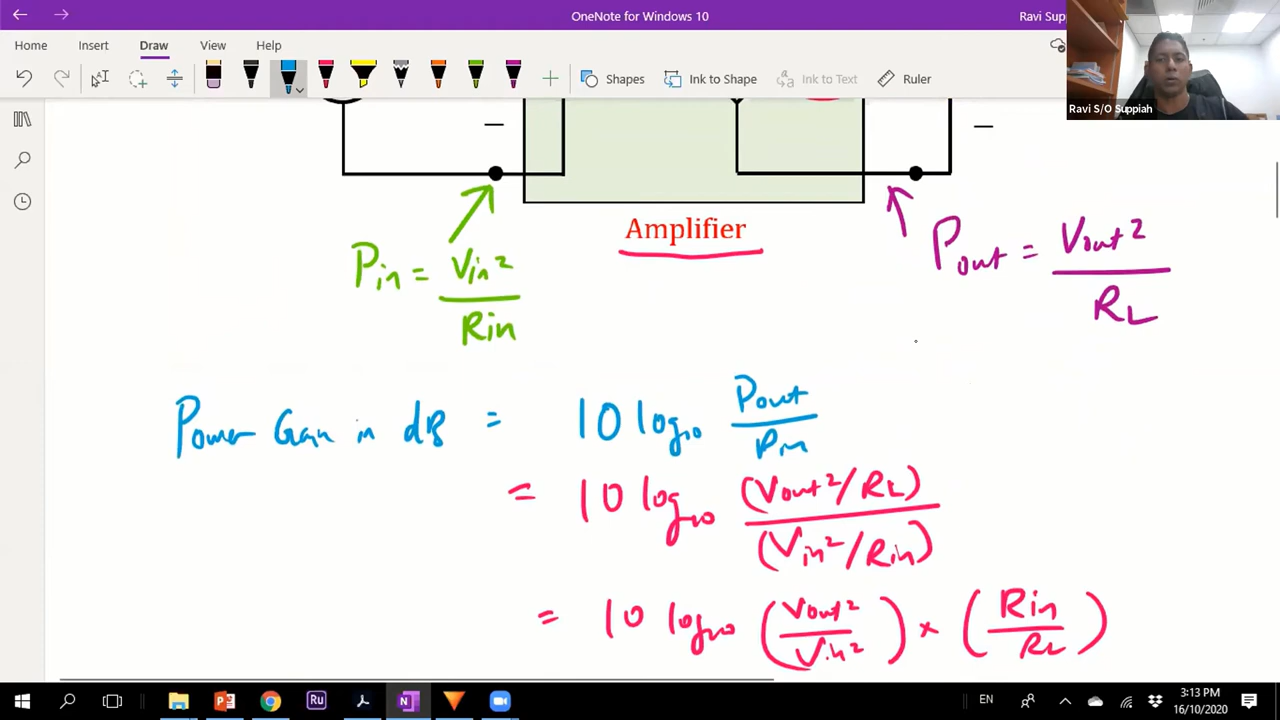 OneNote for Windows 10
Ravi Sup
Home Insert Draw View Help
Shapes Ink to Shape Ink to Text Ruler
Ravi S/O Suppiah
Amplifier
Pin = Vin² / Rin
Pout = Vout² / RL
Power Gain in dB = 10 log10 Pout / Pin
= 10 log10 (Vout²/RL) / (Vin²/Rin)
= 10 log10 (Vout² / Vin²) × (Rin / RL)
EN
3:13 PM
16/10/2020